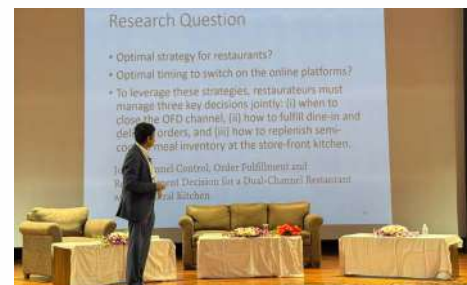 Research Question
• Optimal strategy for restaurants?
• Optimal timing to switch on the online platforms?
• To leverage these strategies, restaurateurs must
manage three key decisions jointly: (i) when to
close the OFD channel, (ii) how to fulfill dine-in and
orders, and (iii) how to replenish semi-
meal inventory at the store-front kitchen.
Control, Order Fulfillment and
Decision for a Dual-Channel Restaurant
Kitchen